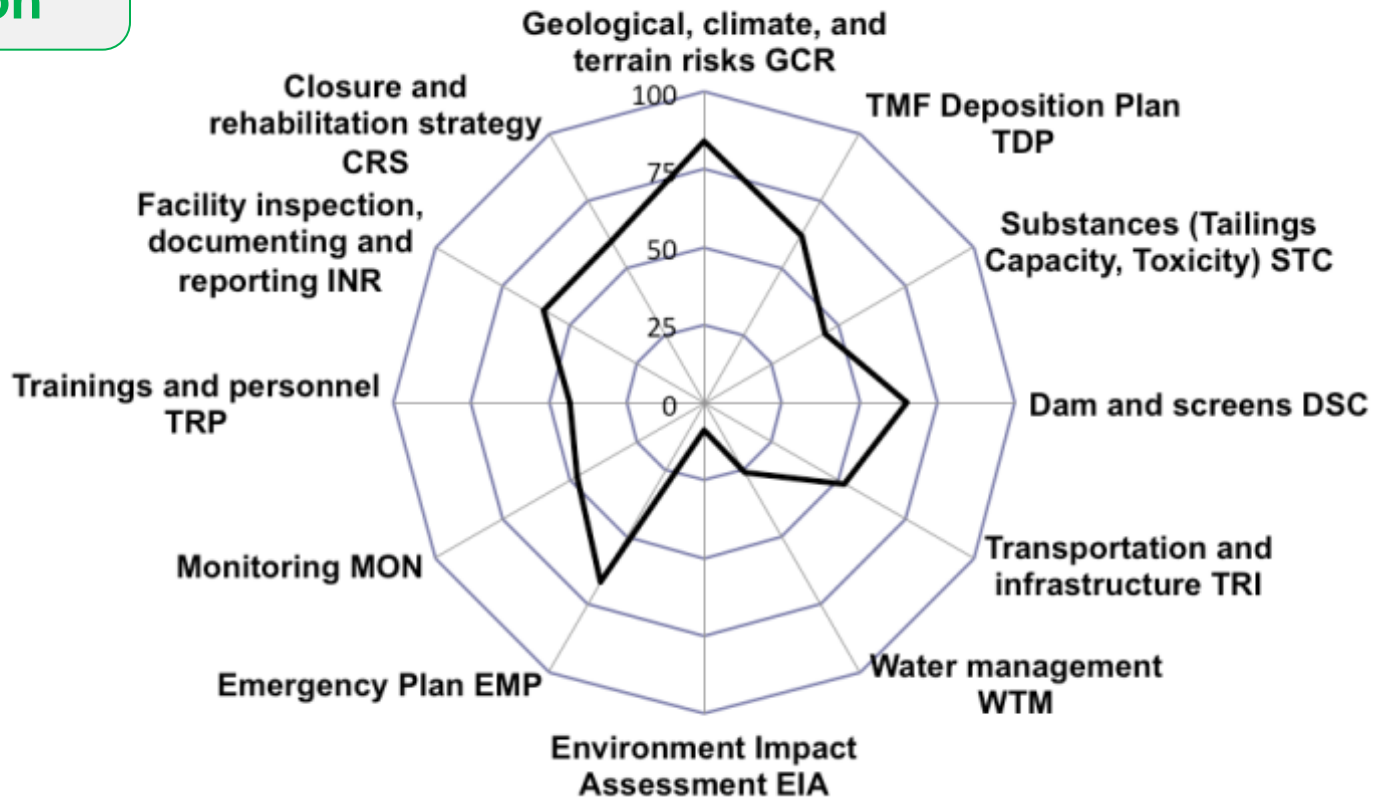 on
Geological, climate, and
terrain risks GCR
TMF Deposition Plan
TDP
Substances (Tailings
Capacity, Toxicity) STC
Dam and screens DSC
Transportation and
infrastructure TRI
Water management
WTM
Environment Impact
Assessment EIA
Emergency Plan EMP
Monitoring MON
Trainings and personnel
TRP
Facility inspection,
documenting and
reporting INR
Closure and
rehabilitation strategy
CRS
100
75
50
25
0